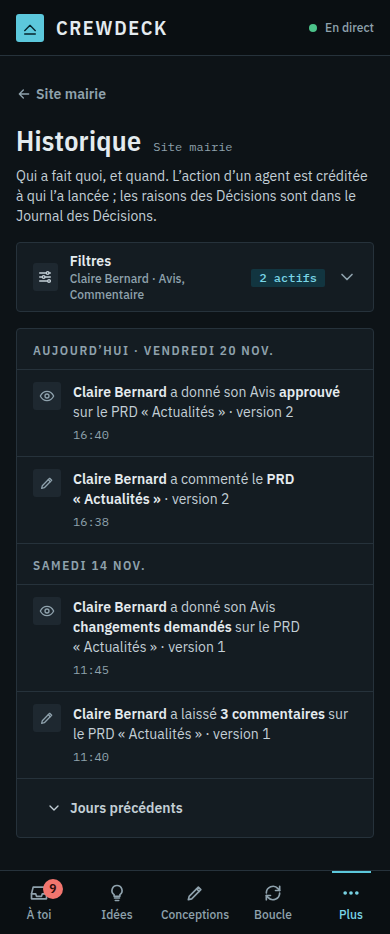 CREWDECK
En direct
← Site mairie
Historique Site mairie
Qui a fait quoi, et quand. L’action d’un agent est créditée
à qui l’a lancée ; les raisons des Décisions sont dans le
Journal des Décisions.
Filtres
Claire Bernard · Avis,
Commentaire
2 actifs
AUJOURD’HUI · VENDREDI 20 NOV.
Claire Bernard a donné son Avis approuvé
sur le PRD « Actualités » · version 2
16:40
Claire Bernard a commenté le PRD
« Actualités » · version 2
16:38
SAMEDI 14 NOV.
Claire Bernard a donné son Avis
changements demandés sur le PRD
« Actualités » · version 1
11:45
Claire Bernard a laissé 3 commentaires sur
le PRD « Actualités » · version 1
11:40
Jours précédents
9
À toi
Idées
Conceptions
Boucle
Plus